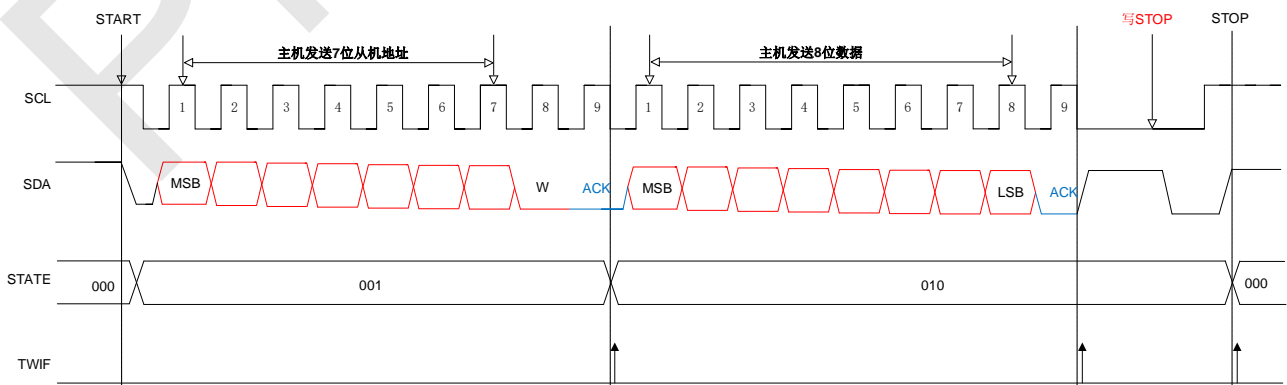 START 写STOP STOP
主机发送7位从机地址 主机发送8位数据
SCL 1 2 3 4 5 6 7 8 9 1 2 3 4 5 6 7 8 9
SDA MSB W ACK MSB LSB ACK
STATE 000 001 010 000
TWIF